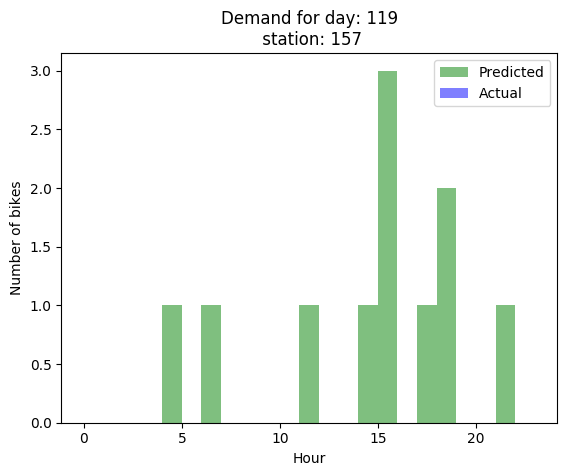 Demand for day: 119
station: 157
Predicted
Actual
Number of bikes
3.0
2.5
2.0
1.5
1.0
0.5
0.0
0 5 10 15 20
Hour